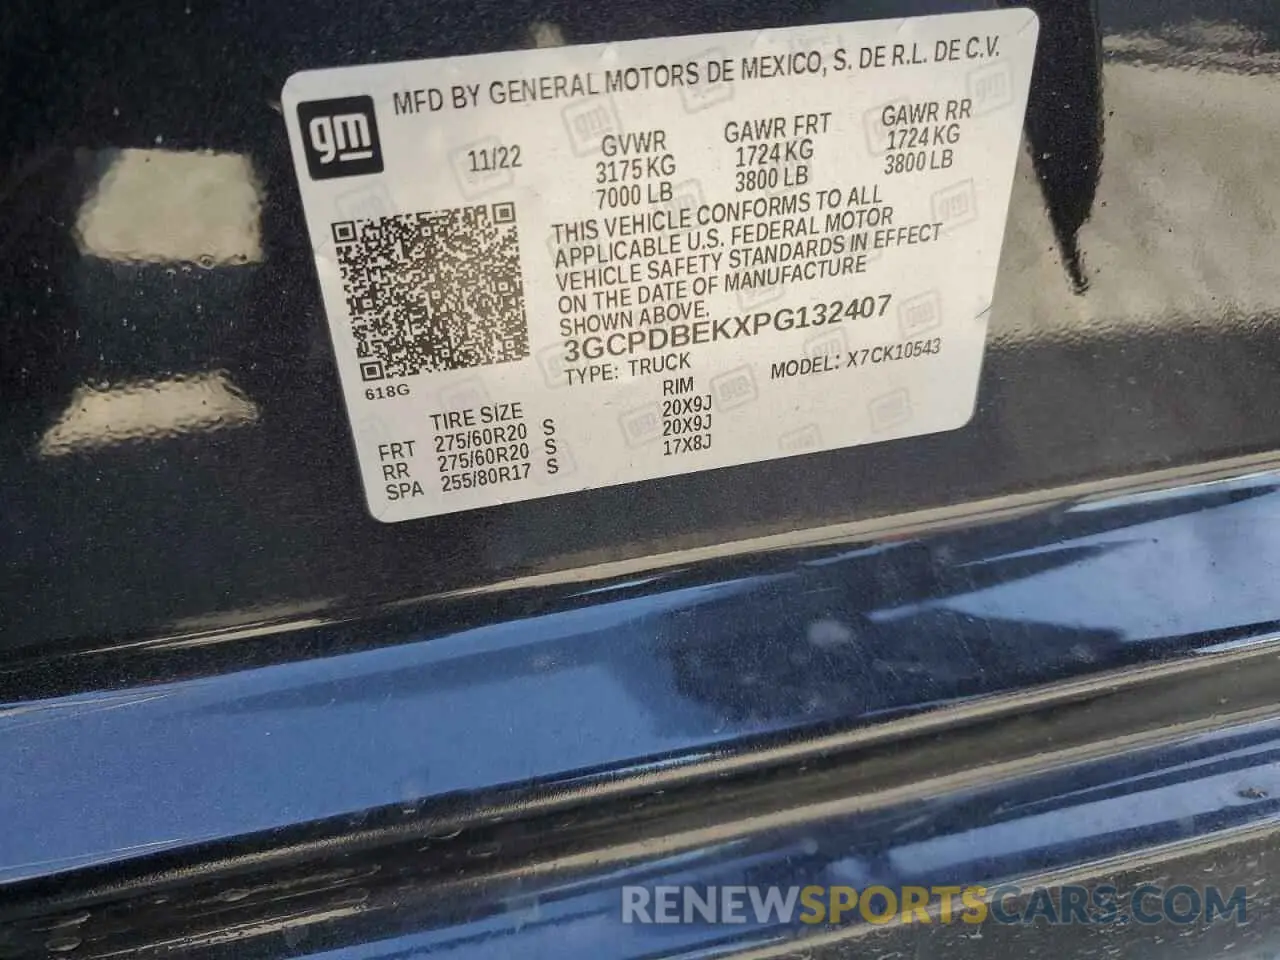 MFD BY GENERAL MOTORS DE MEXICO, S. DE R.L. DE C.V.
gm
11/22
GVWR
3175 KG
7000 LB
GAWR FRT
1724 KG
3800 LB
GAWR RR
1724 KG
3800 LB
THIS VEHICLE CONFORMS TO ALL
APPLICABLE U.S. FEDERAL MOTOR
VEHICLE SAFETY STANDARDS IN EFFECT
ON THE DATE OF MANUFACTURE
SHOWN ABOVE.
3GCPDBEKXPG132407
TYPE: TRUCK
MODEL: X7CK10543
618G
TIRE SIZE RIM
FRT 275/60R20 S 20X9J
RR 275/60R20 S 20X9J
SPA 255/80R17 S 17X8J
RENEWSPORTSCARS.COM